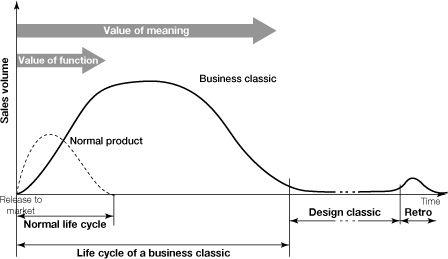 Value of meaning
Value of function
Business classic
Sales volume
Normal product
Release to
market
Time
Normal life cycle
Design classic
Retro
Life cycle of a business classic